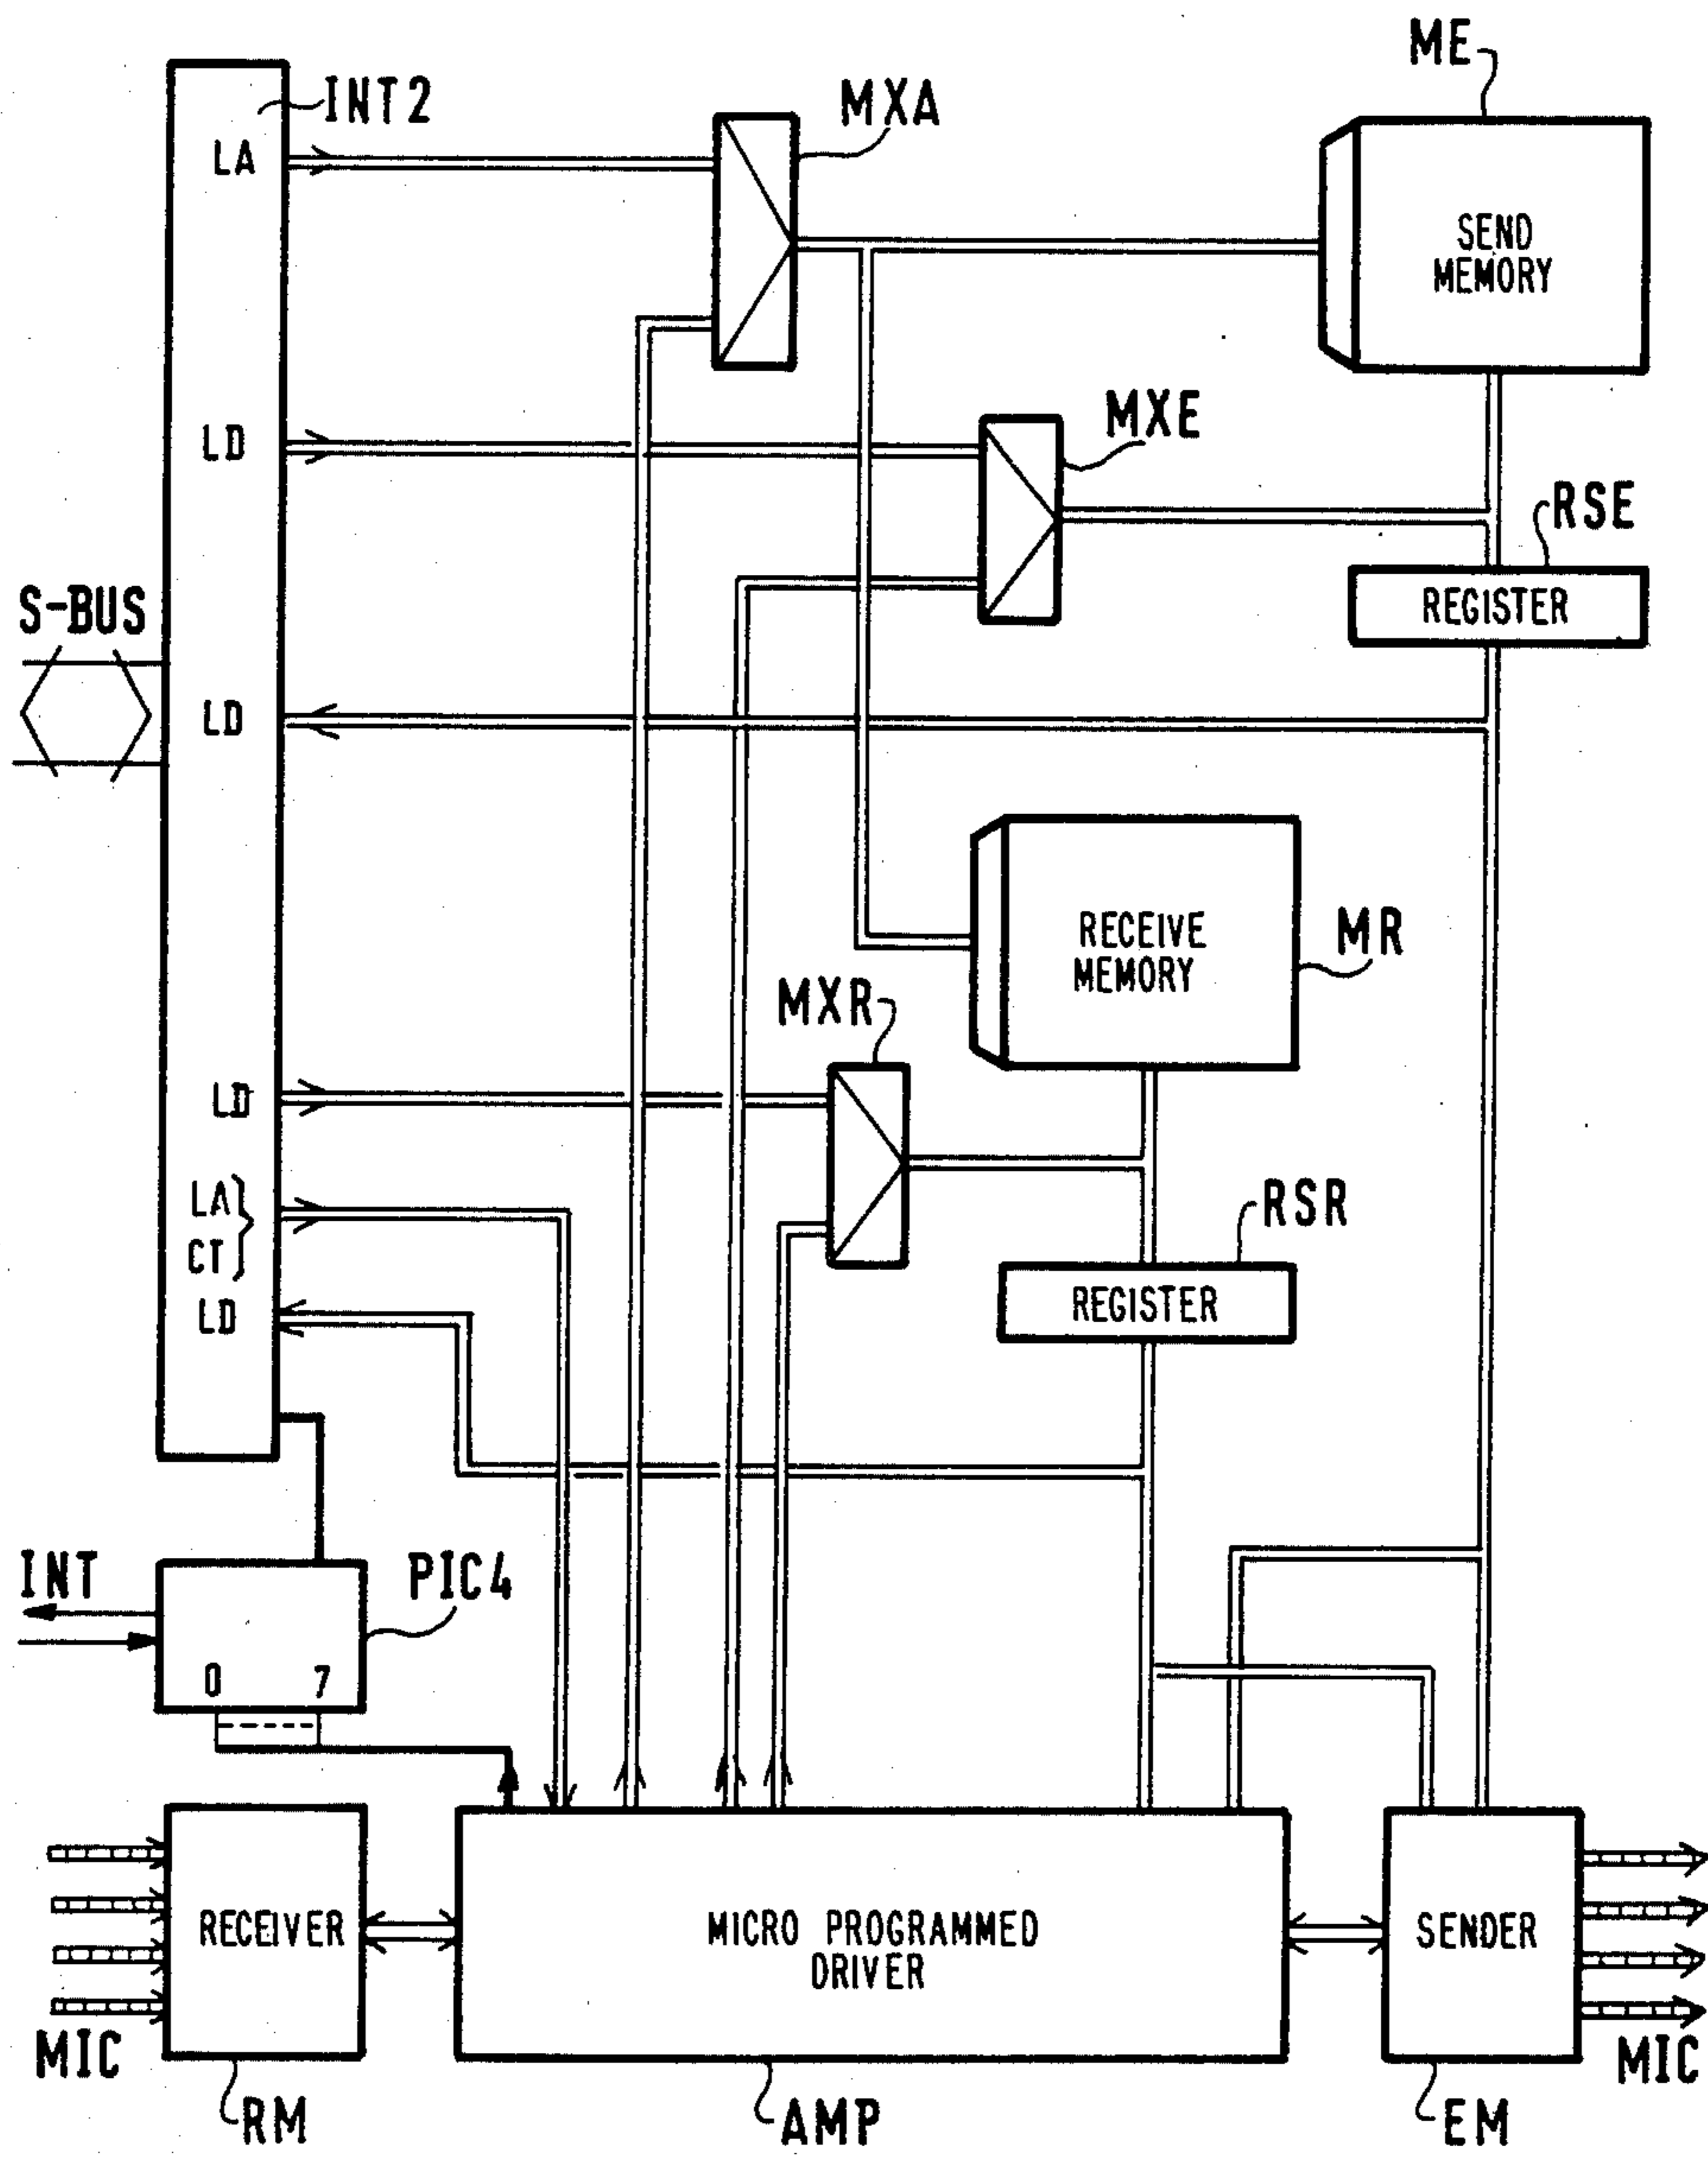 ME
INT2
MXA
LA
SEND
MEMORY
MXE
LD
RSE
S-BUS
REGISTER
LD
RECEIVE
MEMORY
MR
MXR
LD
LA
CT
RSR
LD
REGISTER
INT
PIC4
0 7
RECEIVER
MICRO PROGRAMMED
DRIVER
SENDER
MIC
MIC
RM
AMP
EM